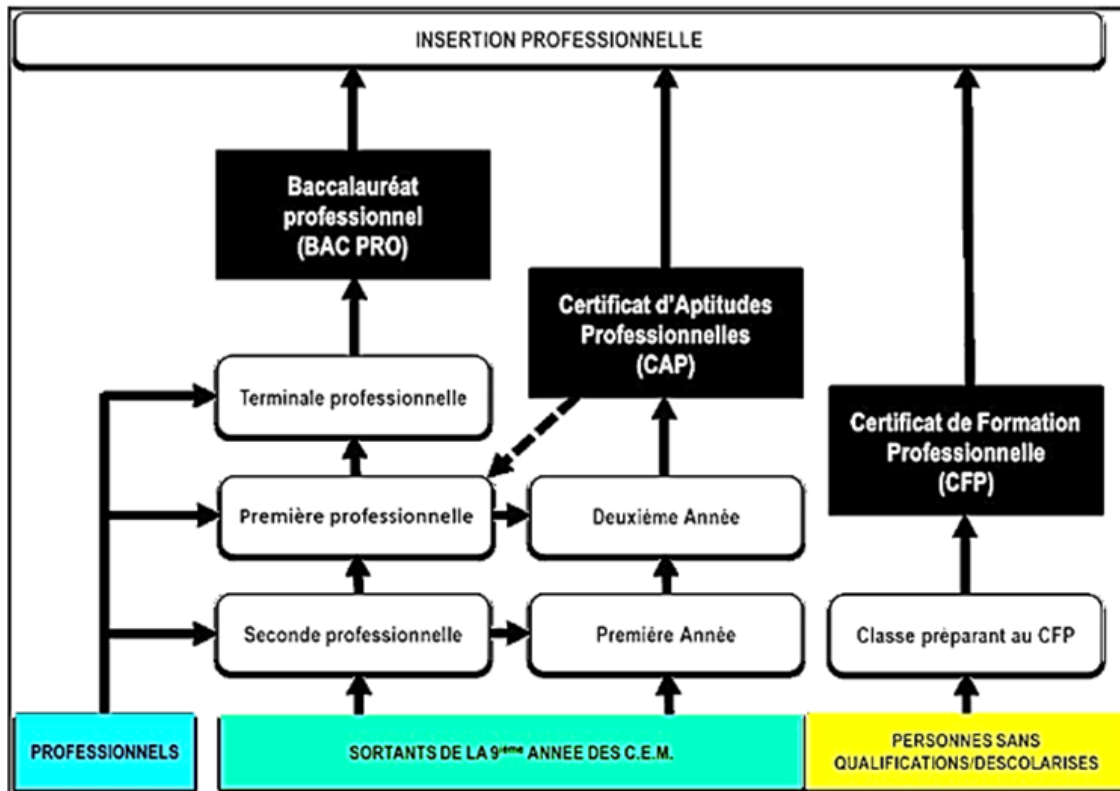 INSERTION PROFESSIONNELLE
Baccalauréat
professionnel
(BAC PRO)
Certificat d'Aptitudes
Professionnelles
(CAP)
Terminale professionnelle
Certificat de Formation
Professionnelle
(CFP)
Première professionnelle
Deuxième Année
Seconde professionnelle
Première Année
Classe préparant au CFP
PROFESSIONNELS
SORTANTS DE LA 9ième ANNEE DES C.E.M.
PERSONNES SANS
QUALIFICATIONS/DESCOLARISES